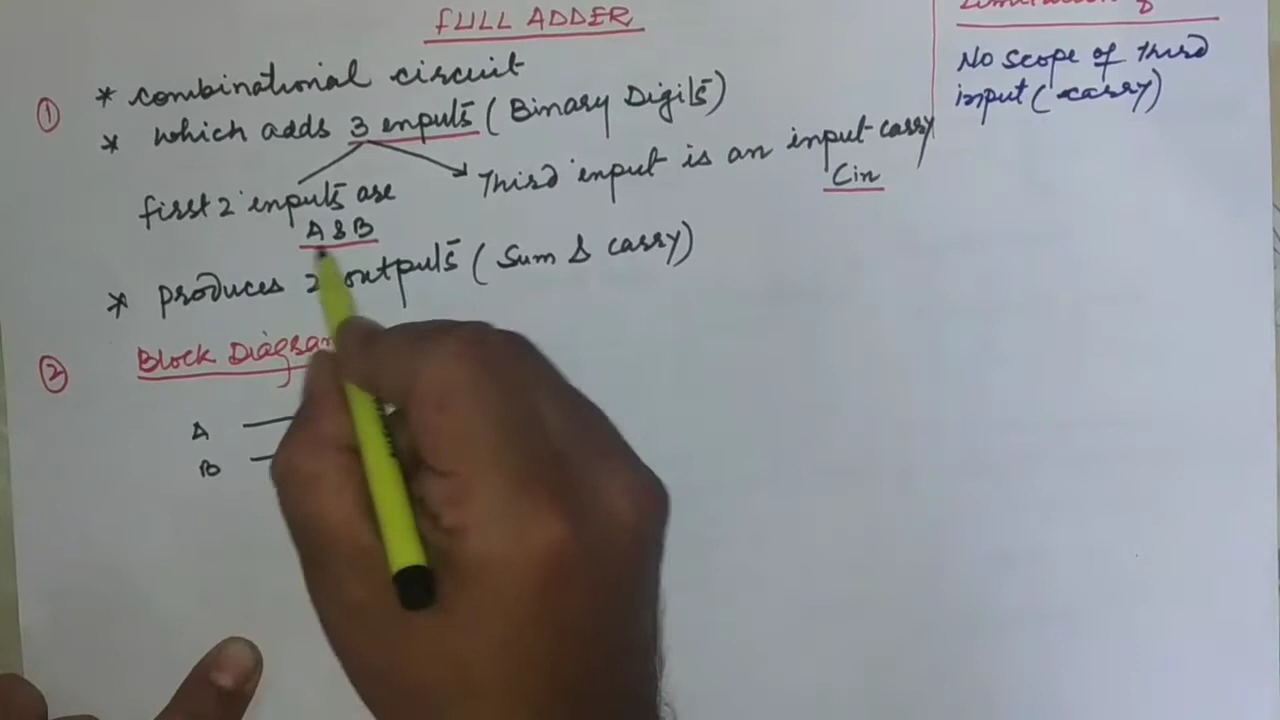 FULL ADDER
① * combinational circuit
* which adds 3 inputs (Binary Digits)
first 2 inputs are
A & B
Third input is an input carry
Cin
* produces 2 outputs (Sum & carry)
② Block Diagram
A
B
No scope of third
input (carry)